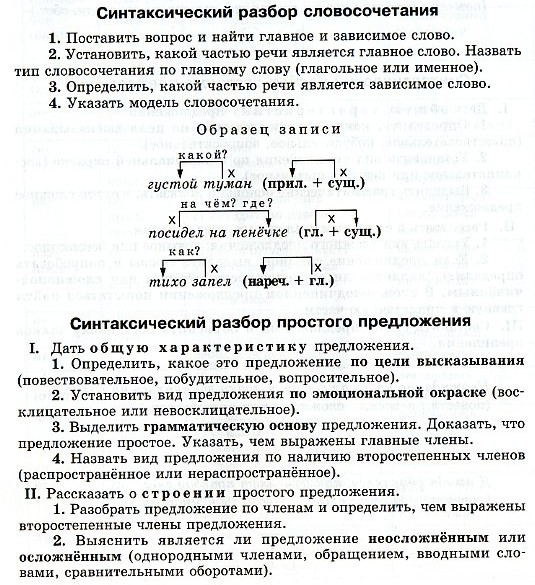 Синтаксический разбор словосочетания
1. Поставить вопрос и найти главное и зависимое слово.
2. Установить, какой частью речи является главное слово. Назвать
тип словосочетания по главному слову (глагольное или именное).
3. Определить, какой частью речи является зависимое слово.
4. Указать модель словосочетания.
Образец записи
какой?
х х
густой туман (прил. + сущ.)
на чём? где?
х х
посидел на пенёчке (гл. + сущ.)
как?
х х
тихо запел (нареч. + гл.)
Синтаксический разбор простого предложения
I. Дать общую характеристику предложения.
1. Определить, какое это предложение по цели высказывания
(повествовательное, побудительное, вопросительное).
2. Установить вид предложения по эмоциональной окраске (вос-
клицательное или невосклицательное).
3. Выделить грамматическую основу предложения. Доказать, что
предложение простое. Указать, чем выражены главные члены.
4. Назвать вид предложения по наличию второстепенных членов
(распространённое или нераспространённое).
II. Рассказать о строении простого предложения.
1. Разобрать предложение по членам и определить, чем выражены
второстепенные члены предложения.
2. Выяснить является ли предложение неосложнённым или
осложнённым (однородными членами, обращением, вводными сло-
вами, сравнительными оборотами).